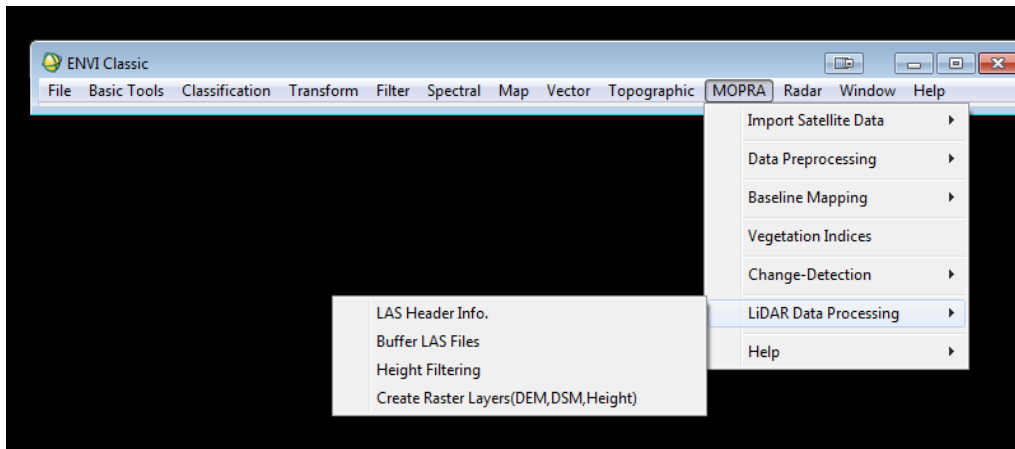 ENVI Classic
File Basic Tools Classification Transform Filter Spectral Map Vector Topographic MOPRA Radar Window Help
Import Satellite Data
Data Preprocessing
Baseline Mapping
Vegetation Indices
Change-Detection
LiDAR Data Processing
Help
LAS Header Info.
Buffer LAS Files
Height Filtering
Create Raster Layers(DEM,DSM,Height)